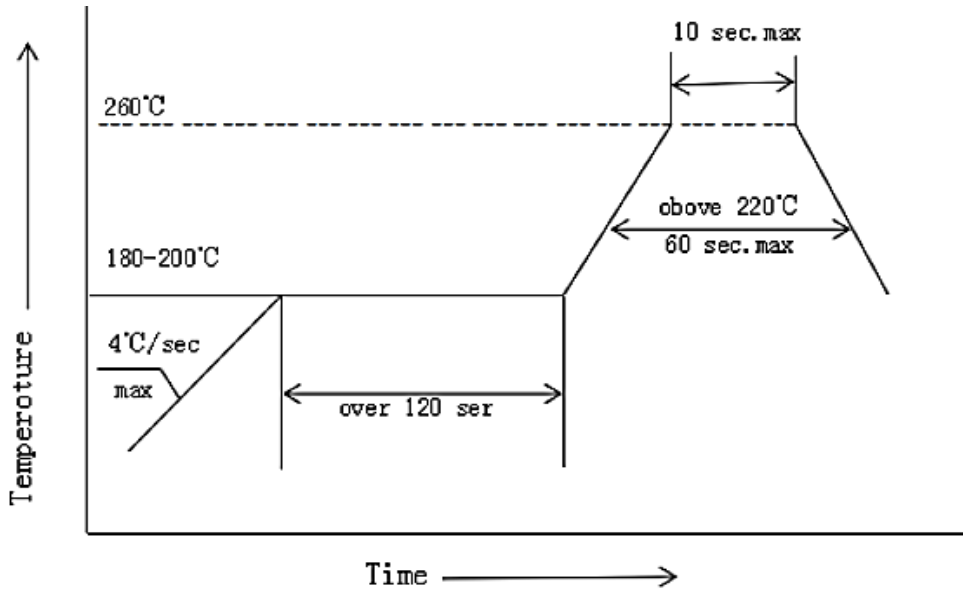 10 sec.max
260℃
obove 220℃
60 sec.max
180-200℃
4℃/sec
max
over 120 ser
Temperoture
Time